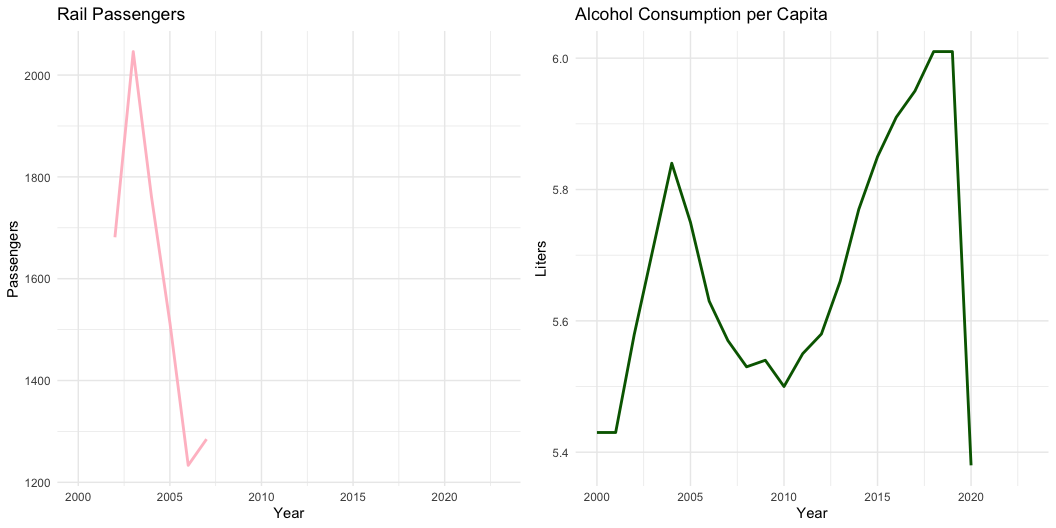 Rail Passengers
Passengers
2000
1800
1600
1400
1200
2000 2005 2010 2015 2020
Year
Alcohol Consumption per Capita
Liters
6.0
5.8
5.6
5.4
2000 2005 2010 2015 2020
Year